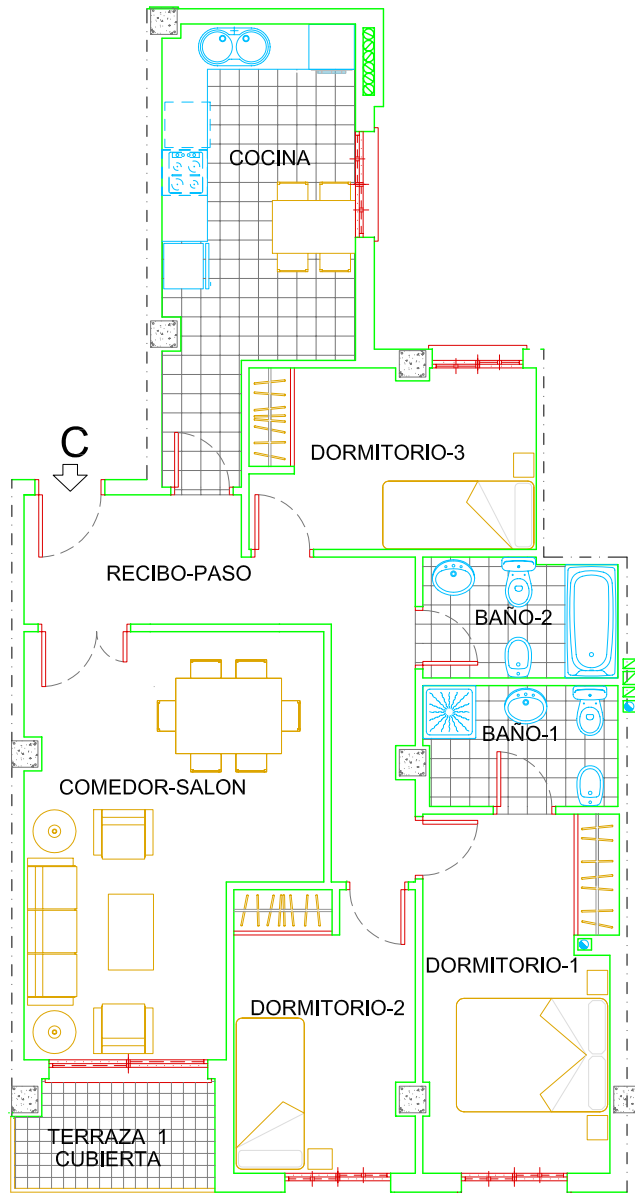 COCINA
C
DORMITORIO-3
RECIBO-PASO
BAÑO-2
BAÑO-1
COMEDOR-SALON
DORMITORIO-1
DORMITORIO-2
TERRAZA 1
CUBIERTA